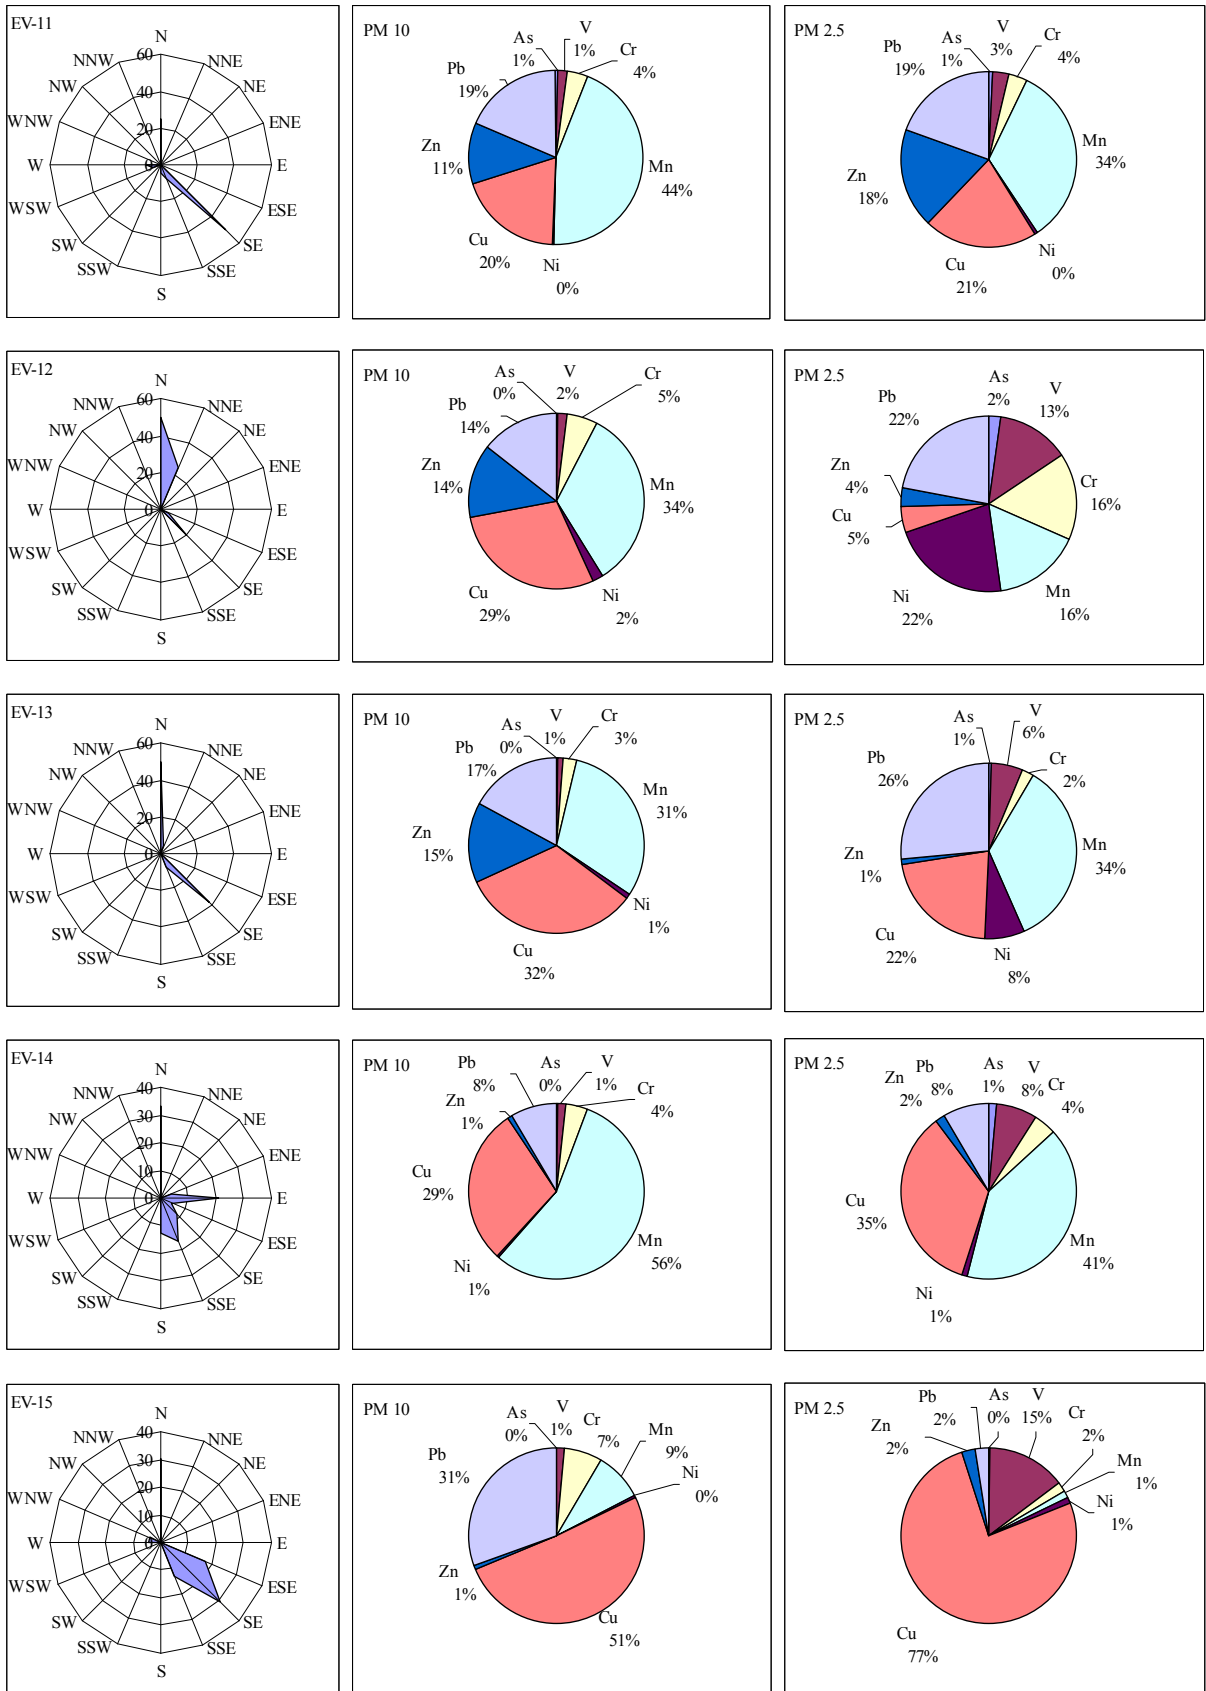 EV-11
N
NNE
NE
ENE
E
ESE
SE
SSE
S
SSW
SW
WSW
W
WNW
NW
NNW
60
40
20
0
PM 10
As
1%
V
1%
Cr
4%
Mn
44%
Ni
0%
Cu
20%
Zn
11%
Pb
19%
PM 2.5
As
1%
V
3%
Cr
4%
Mn
34%
Ni
0%
Cu
21%
Zn
18%
Pb
19%
EV-12
N
NNE
NE
ENE
E
ESE
SE
SSE
S
SSW
SW
WSW
W
WNW
NW
NNW
60
40
20
0
PM 10
As
0%
V
2%
Cr
5%
Mn
34%
Ni
2%
Cu
29%
Zn
14%
Pb
14%
PM 2.5
As
2%
V
13%
Cr
16%
Mn
16%
Ni
22%
Cu
5%
Zn
4%
Pb
22%
EV-13
N
NNE
NE
ENE
E
ESE
SE
SSE
S
SSW
SW
WSW
W
WNW
NW
NNW
60
40
20
0
PM 10
As
0%
V
1%
Cr
3%
Mn
31%
Ni
1%
Cu
32%
Zn
15%
Pb
17%
PM 2.5
As
1%
V
6%
Cr
2%
Mn
34%
Ni
8%
Cu
22%
Zn
1%
Pb
26%
EV-14
N
NNE
NE
ENE
E
ESE
SE
SSE
S
SSW
SW
WSW
W
WNW
NW
NNW
40
30
20
10
0
PM 10
As
0%
V
1%
Cr
4%
Mn
56%
Ni
1%
Cu
29%
Zn
1%
Pb
8%
PM 2.5
As
1%
V
8%
Cr
4%
Mn
41%
Ni
1%
Cu
35%
Zn
2%
Pb
8%
EV-15
N
NNE
NE
ENE
E
ESE
SE
SSE
S
SSW
SW
WSW
W
WNW
NW
NNW
40
30
20
10
0
PM 10
As
0%
V
1%
Cr
7%
Mn
9%
Ni
0%
Cu
51%
Zn
1%
Pb
31%
PM 2.5
As
0%
V
15%
Cr
2%
Mn
1%
Ni
1%
Cu
77%
Zn
2%
Pb
2%